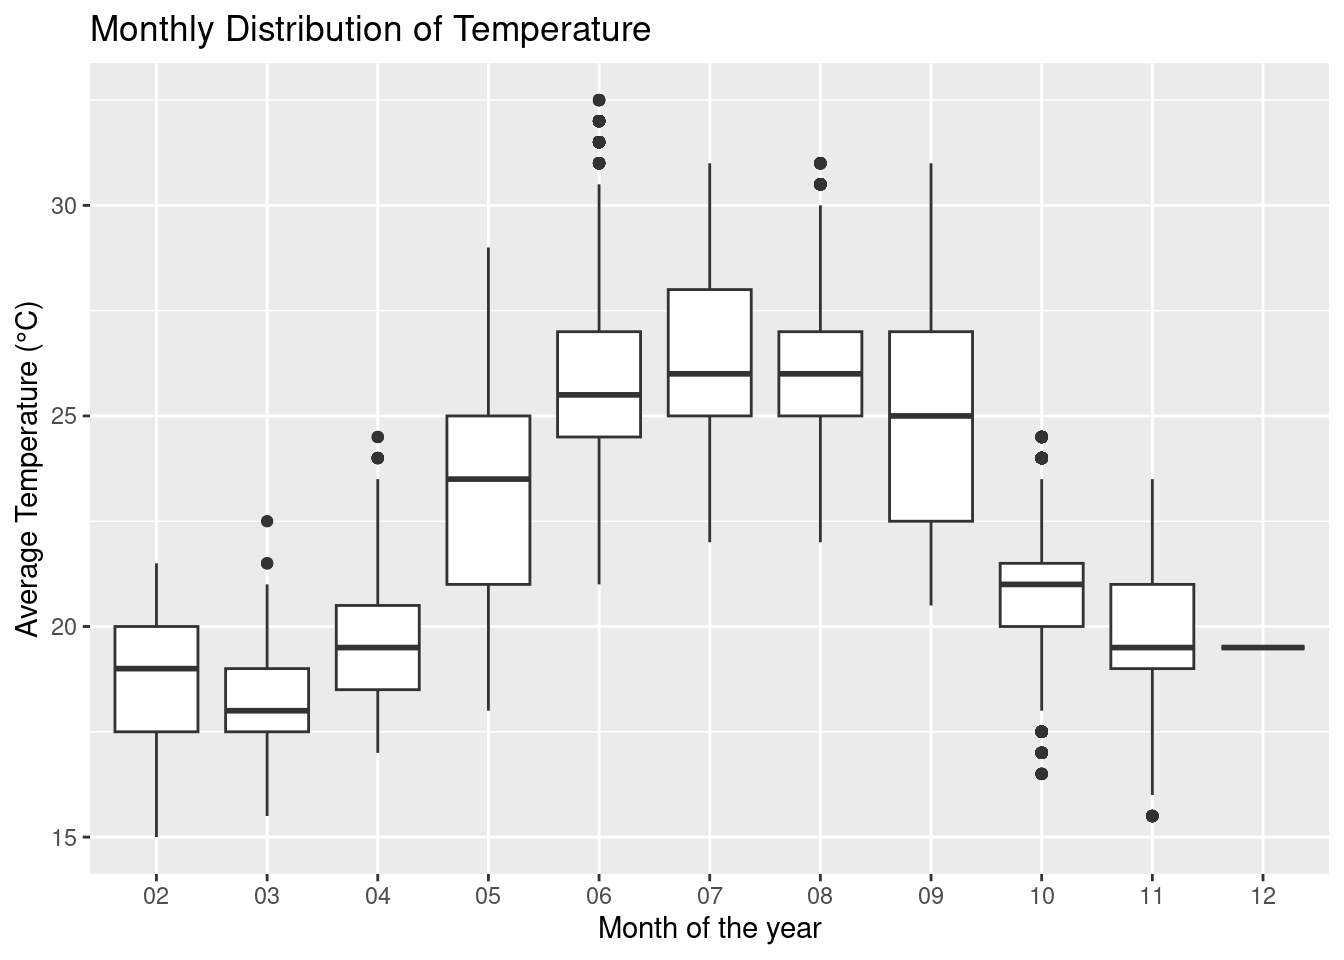 Monthly Distribution of Temperature
Average Temperature (°C)
30
25
20
15
02 03 04 05 06 07 08 09 10 11 12
Month of the year